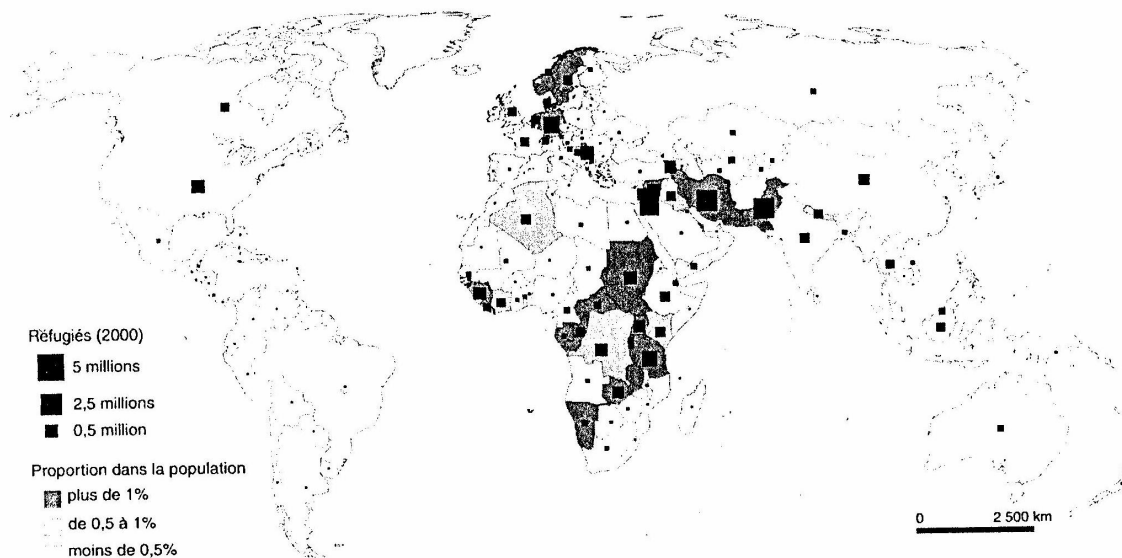 Réfugiés (2000)
5 millions
2,5 millions
0,5 million
Proportion dans la population
plus de 1%
de 0,5 à 1%
moins de 0,5%
0 2 500 km